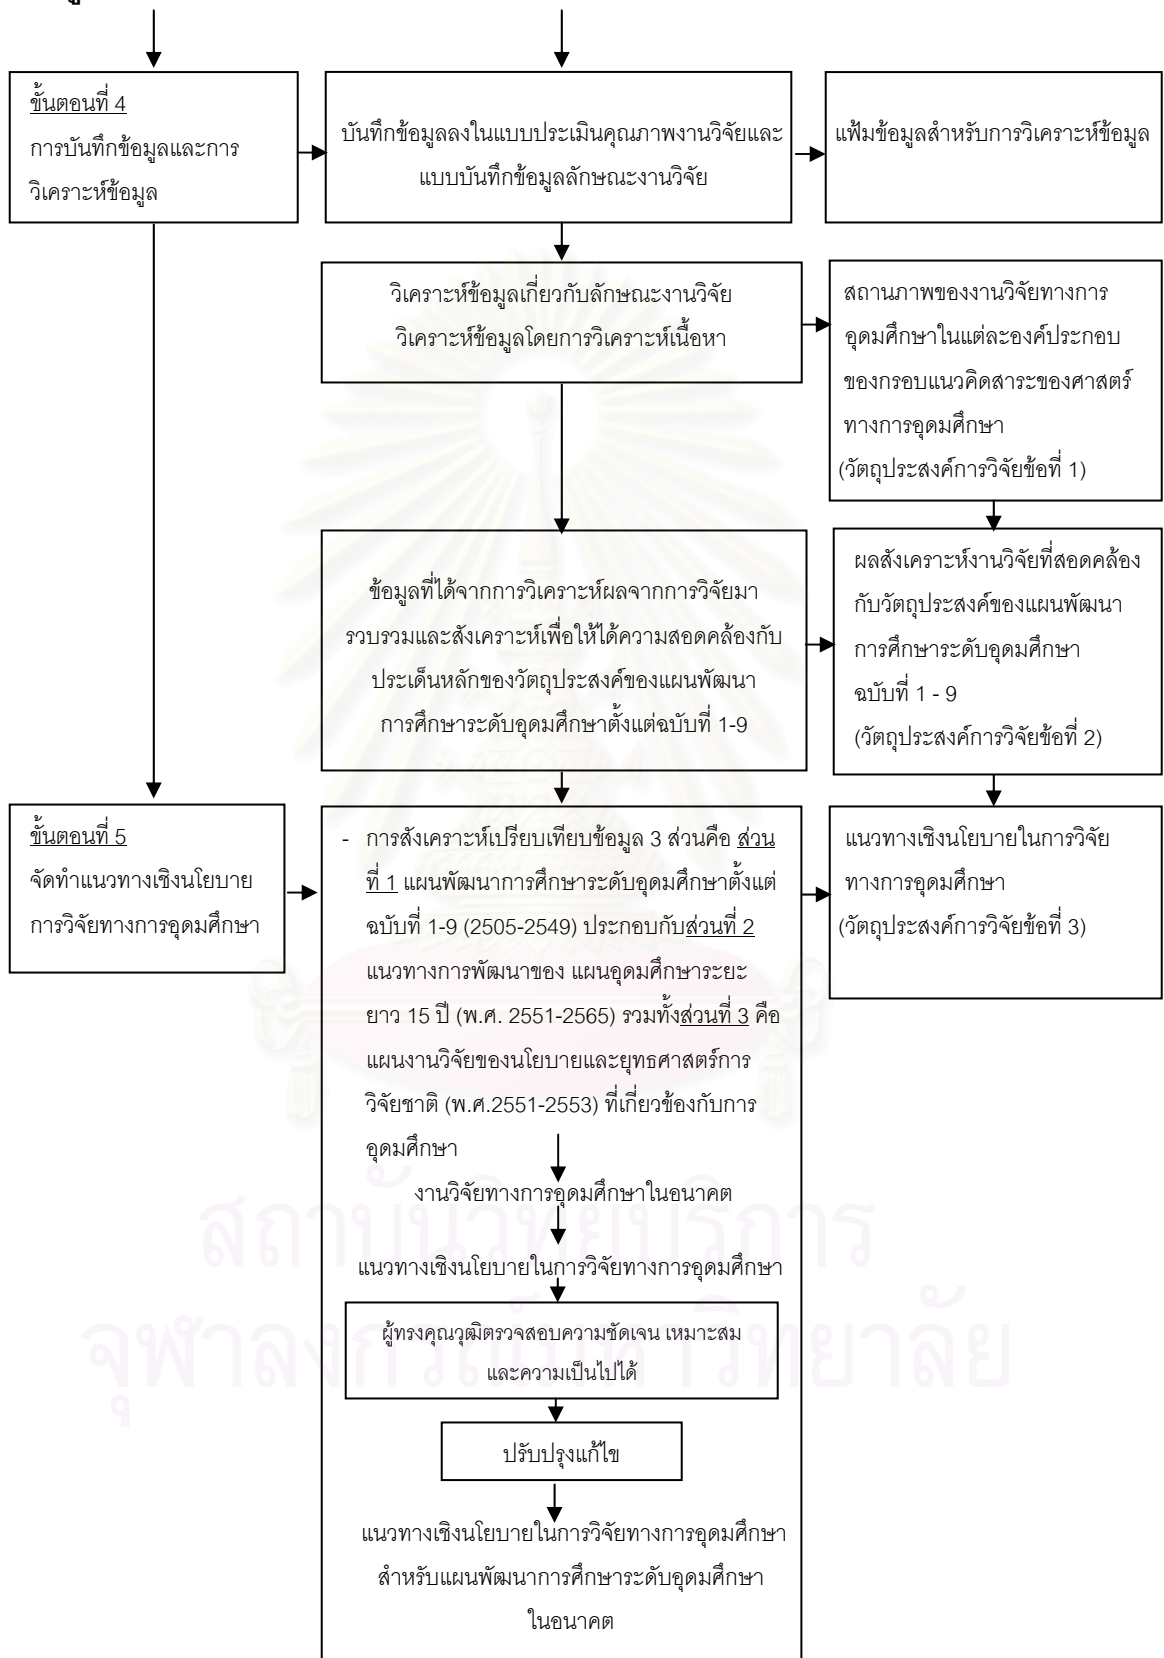 ขั้นตอนที่ 4
การบันทึกข้อมูลและการ
วิเคราะห์ข้อมูล
บันทึกข้อมูลลงในแบบประเมินคุณภาพงานวิจัยและ
แบบบันทึกข้อมูลลักษณะงานวิจัย
แฟ้มข้อมูลสำหรับการวิเคราะห์ข้อมูล
วิเคราะห์ข้อมูลเกี่ยวกับลักษณะงานวิจัย
วิเคราะห์ข้อมูลโดยการวิเคราะห์เนื้อหา
สถานภาพของงานวิจัยทางการ
อุดมศึกษาในแต่ละองค์ประกอบ
ของกรอบแนวคิดสาระของศาสตร์
ทางการอุดมศึกษา
(วัตถุประสงค์การวิจัยข้อที่ 1)
ข้อมูลที่ได้จากการวิเคราะห์ผลจากการวิจัยมา
รวบรวมและสังเคราะห์เพื่อให้ได้ความสอดคล้องกับ
ประเด็นหลักของวัตถุประสงค์ของแผนพัฒนา
การศึกษาระดับอุดมศึกษาตั้งแต่ฉบับที่ 1-9
ผลสังเคราะห์งานวิจัยที่สอดคล้อง
กับวัตถุประสงค์ของแผนพัฒนา
การศึกษาระดับอุดมศึกษา
ฉบับที่ 1 - 9
(วัตถุประสงค์การวิจัยข้อที่ 2)
ขั้นตอนที่ 5
จัดทำแนวทางเชิงนโยบาย
การวิจัยทางการอุดมศึกษา
- การสังเคราะห์เปรียบเทียบข้อมูล 3 ส่วนคือ ส่วน
ที่ 1 แผนพัฒนาการศึกษาระดับอุดมศึกษาตั้งแต่
ฉบับที่ 1-9 (2505-2549) ประกอบกับส่วนที่ 2
แนวทางการพัฒนาของ แผนอุดมศึกษาระยะ
ยาว 15 ปี (พ.ศ. 2551-2565) รวมทั้งส่วนที่ 3 คือ
แผนงานวิจัยของนโยบายและยุทธศาสตร์การ
วิจัยชาติ (พ.ศ.2551-2553) ที่เกี่ยวข้องกับการ
อุดมศึกษา
งานวิจัยทางการอุดมศึกษาในอนาคต
แนวทางเชิงนโยบายในการวิจัยทางการอุดมศึกษา
ผู้ทรงคุณวุฒิตรวจสอบความชัดเจน เหมาะสม
และความเป็นไปได้
ปรับปรุงแก้ไข
แนวทางเชิงนโยบายในการวิจัยทางการอุดมศึกษา
สำหรับแผนพัฒนาการศึกษาระดับอุดมศึกษา
ในอนาคต
แนวทางเชิงนโยบายในการวิจัย
ทางการอุดมศึกษา
(วัตถุประสงค์การวิจัยข้อที่ 3)
สถาบันวิทยบริการ
จุฬาลงกรณ์มหาวิทยาลัย